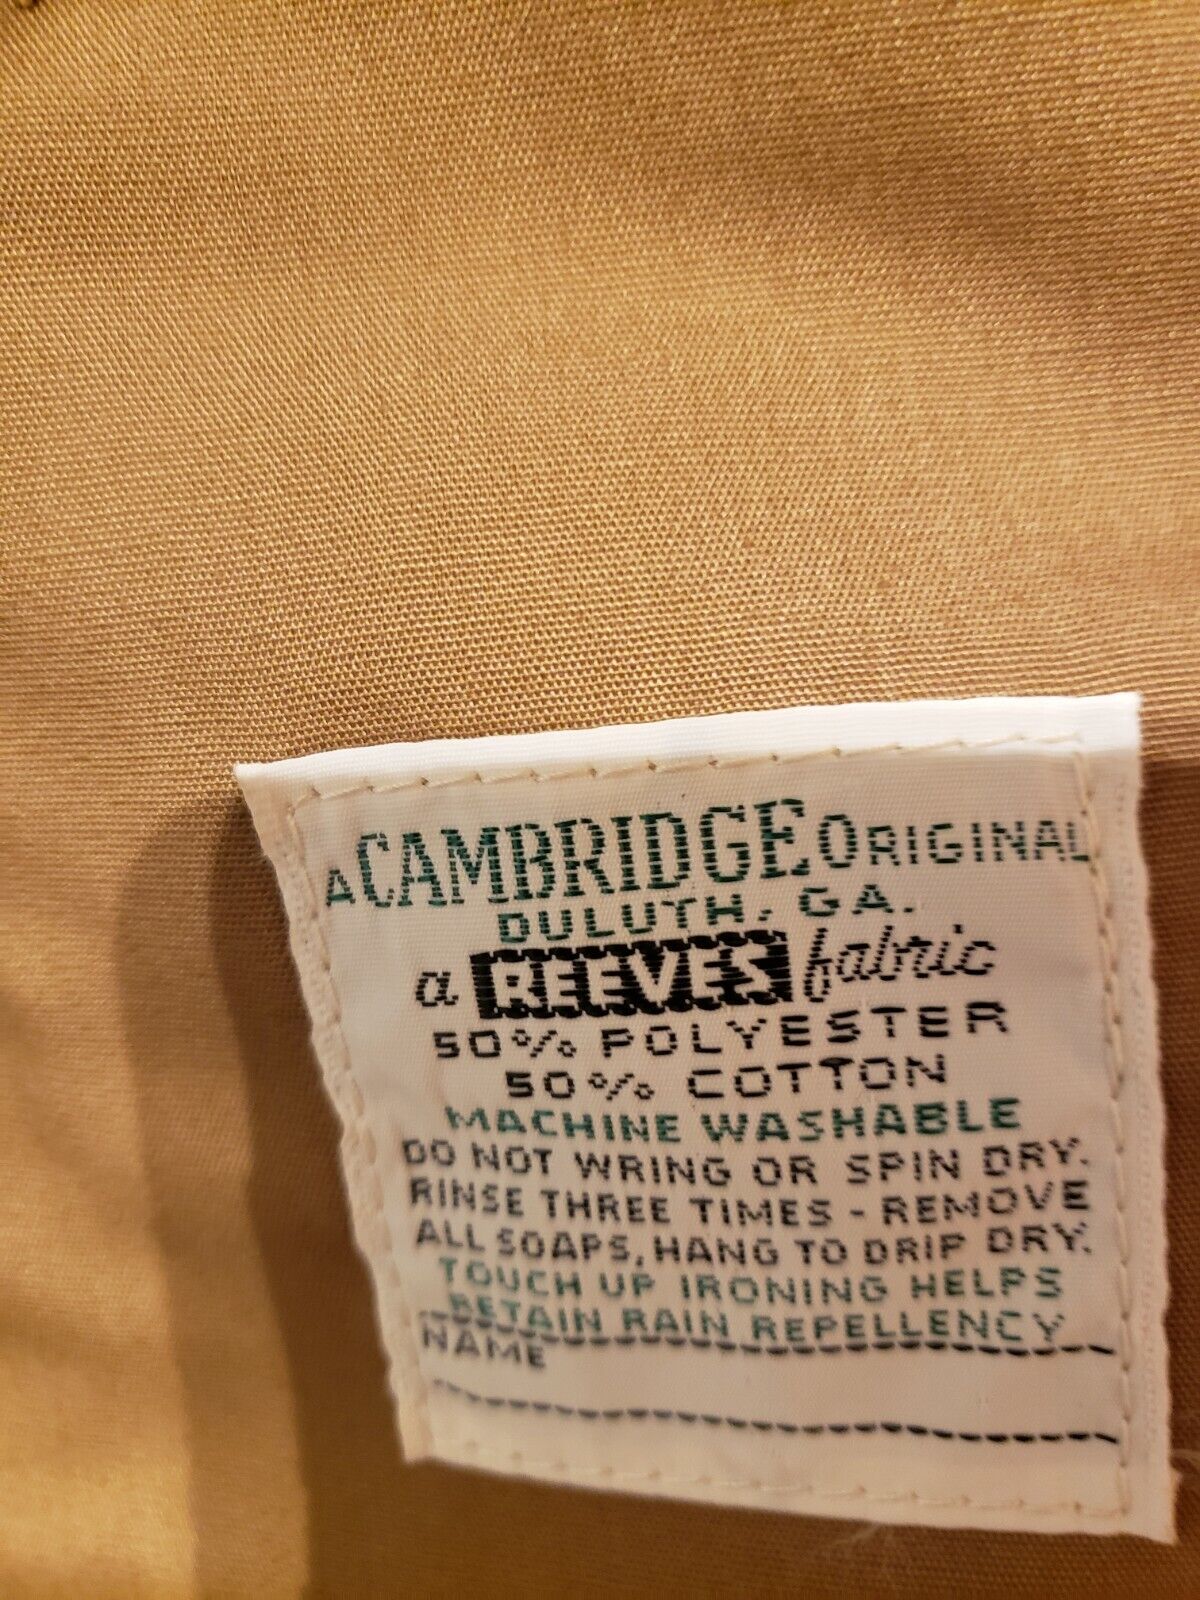 A CAMBRIDGE ORIGINAL
DULUTH, GA.
a REEVES fabric
50% POLYESTER
50% COTTON
MACHINE WASHABLE
DO NOT WRING OR SPIN DRY.
RINSE THREE TIMES - REMOVE
ALL SOAPS, HANG TO DRIP DRY.
TOUCH UP IRONING HELPS
RETAIN RAIN REPELLENCY
NAME